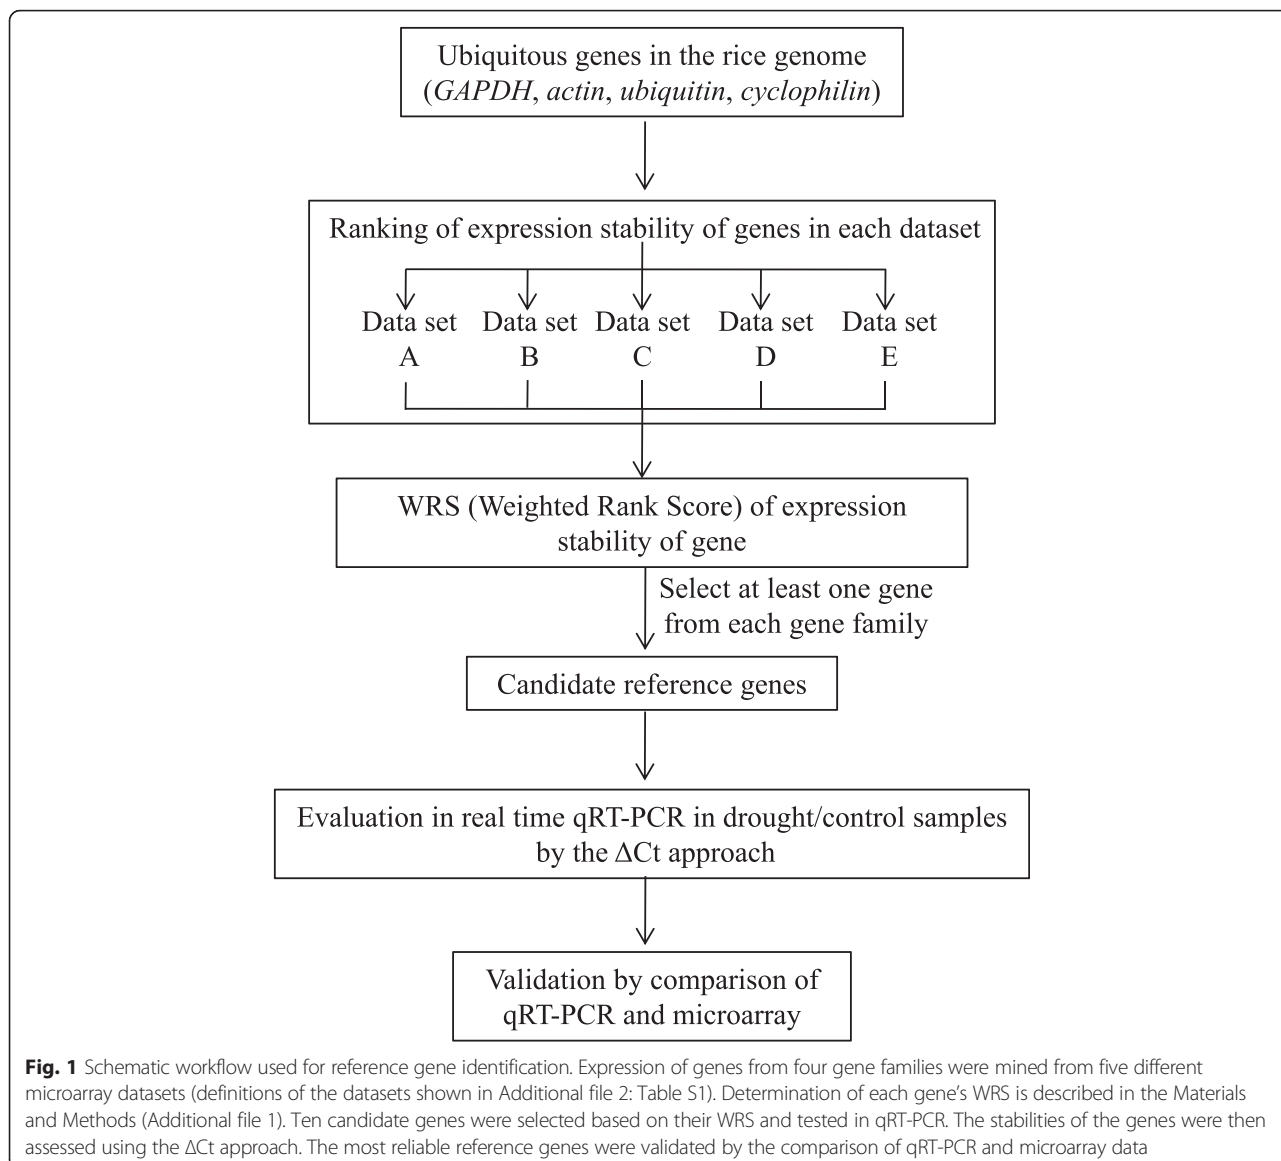 Ubiquitous genes in the rice genome
(GAPDH, actin, ubiquitin, cyclophilin)
Ranking of expression stability of genes in each dataset
Data set Data set Data set Data set Data set
A B C D E
WRS (Weighted Rank Score) of expression
stability of gene
Select at least one gene
from each gene family
Candidate reference genes
Evaluation in real time qRT-PCR in drought/control samples
by the ΔCt approach
Validation by comparison of
qRT-PCR and microarray
Fig. 1 Schematic workflow used for reference gene identification. Expression of genes from four gene families were mined from five different
microarray datasets (definitions of the datasets shown in Additional file 2: Table S1). Determination of each gene's WRS is described in the Materials
and Methods (Additional file 1). Ten candidate genes were selected based on their WRS and tested in qRT-PCR. The stabilities of the genes were then
assessed using the ΔCt approach. The most reliable reference genes were validated by the comparison of qRT-PCR and microarray data